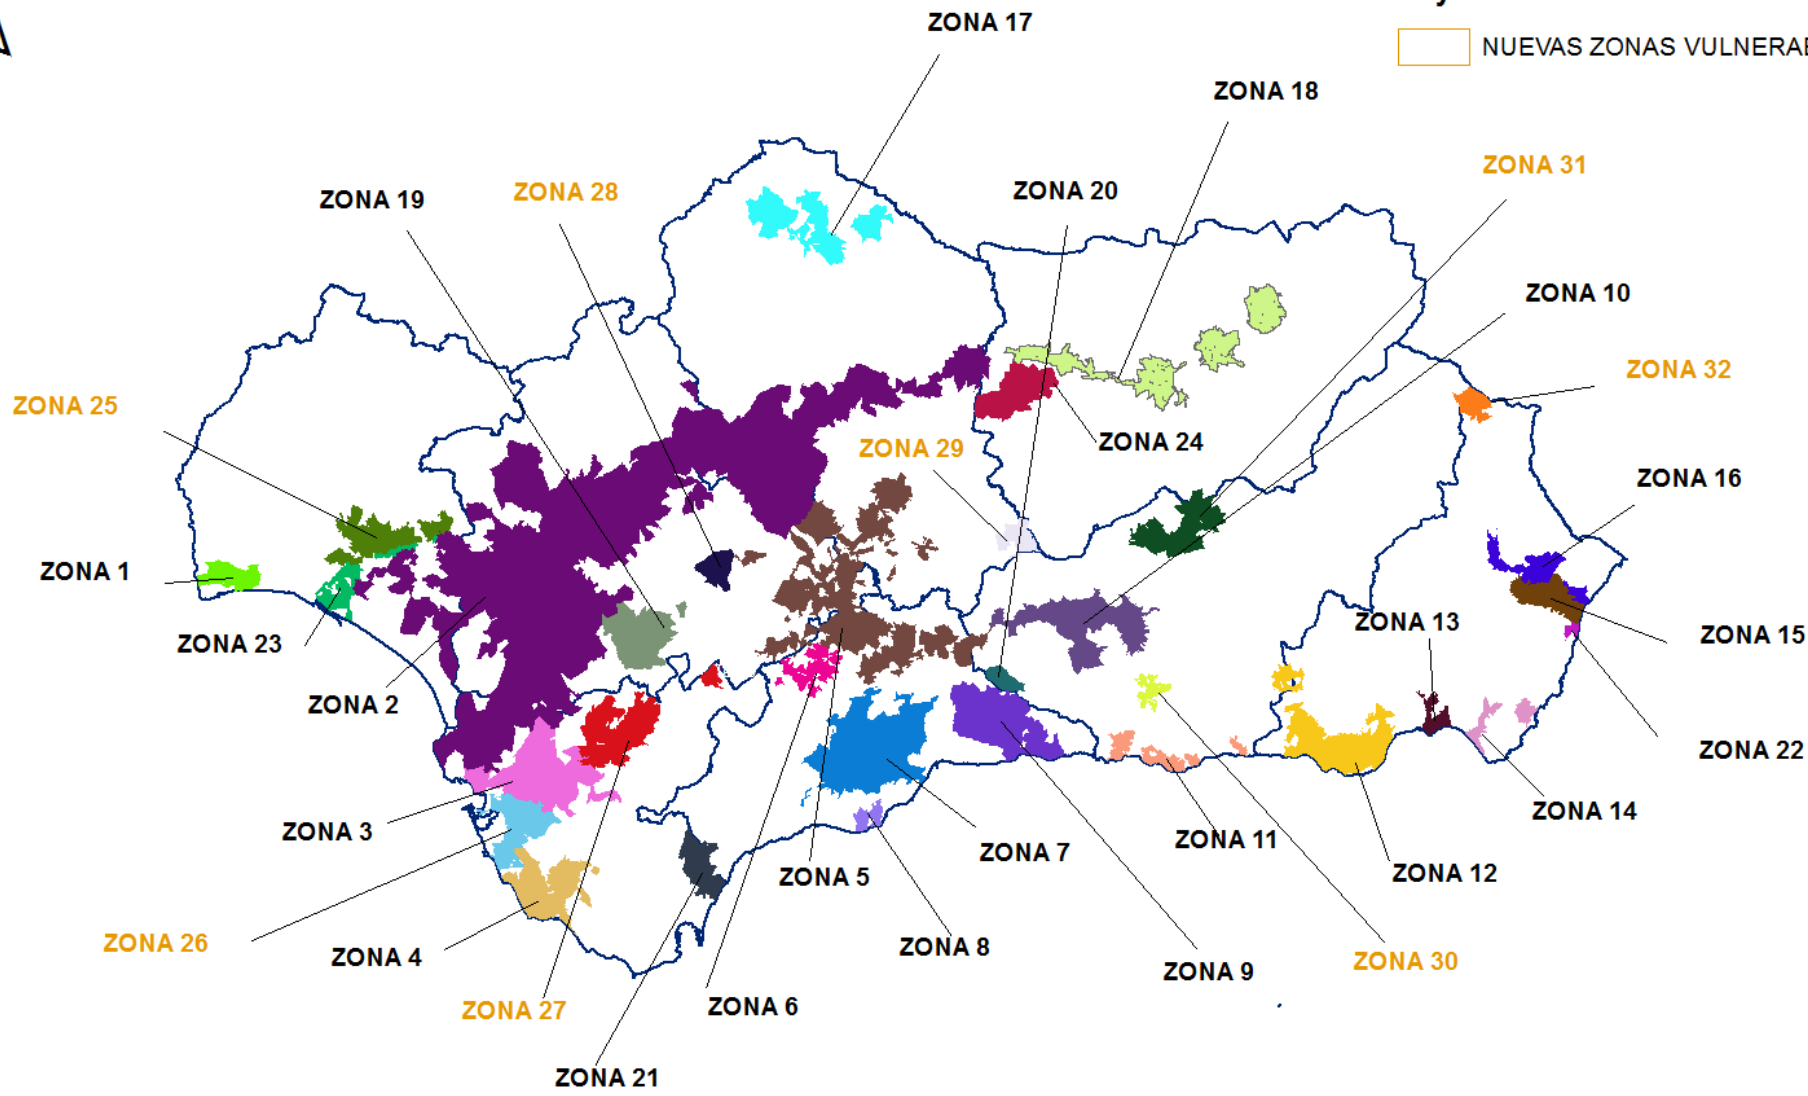 ZONA 17
NUEVAS ZONAS
ZONA 18
ZONA 31
ZONA 28
ZONA 20
ZONA 19
ZONA 10
ZONA 32
ZONA 25
ZONA 24
ZONA 29
ZONA 16
ZONA 1
ZONA 13
ZONA 15
ZONA 23
ZONA 2
ZONA 22
ZONA 14
ZONA 3
ZONA 11
ZONA 7
ZONA 12
ZONA 5
ZONA 26
ZONA 8
ZONA 4
ZONA 30
ZONA 9
ZONA 6
ZONA 27
ZONA 21